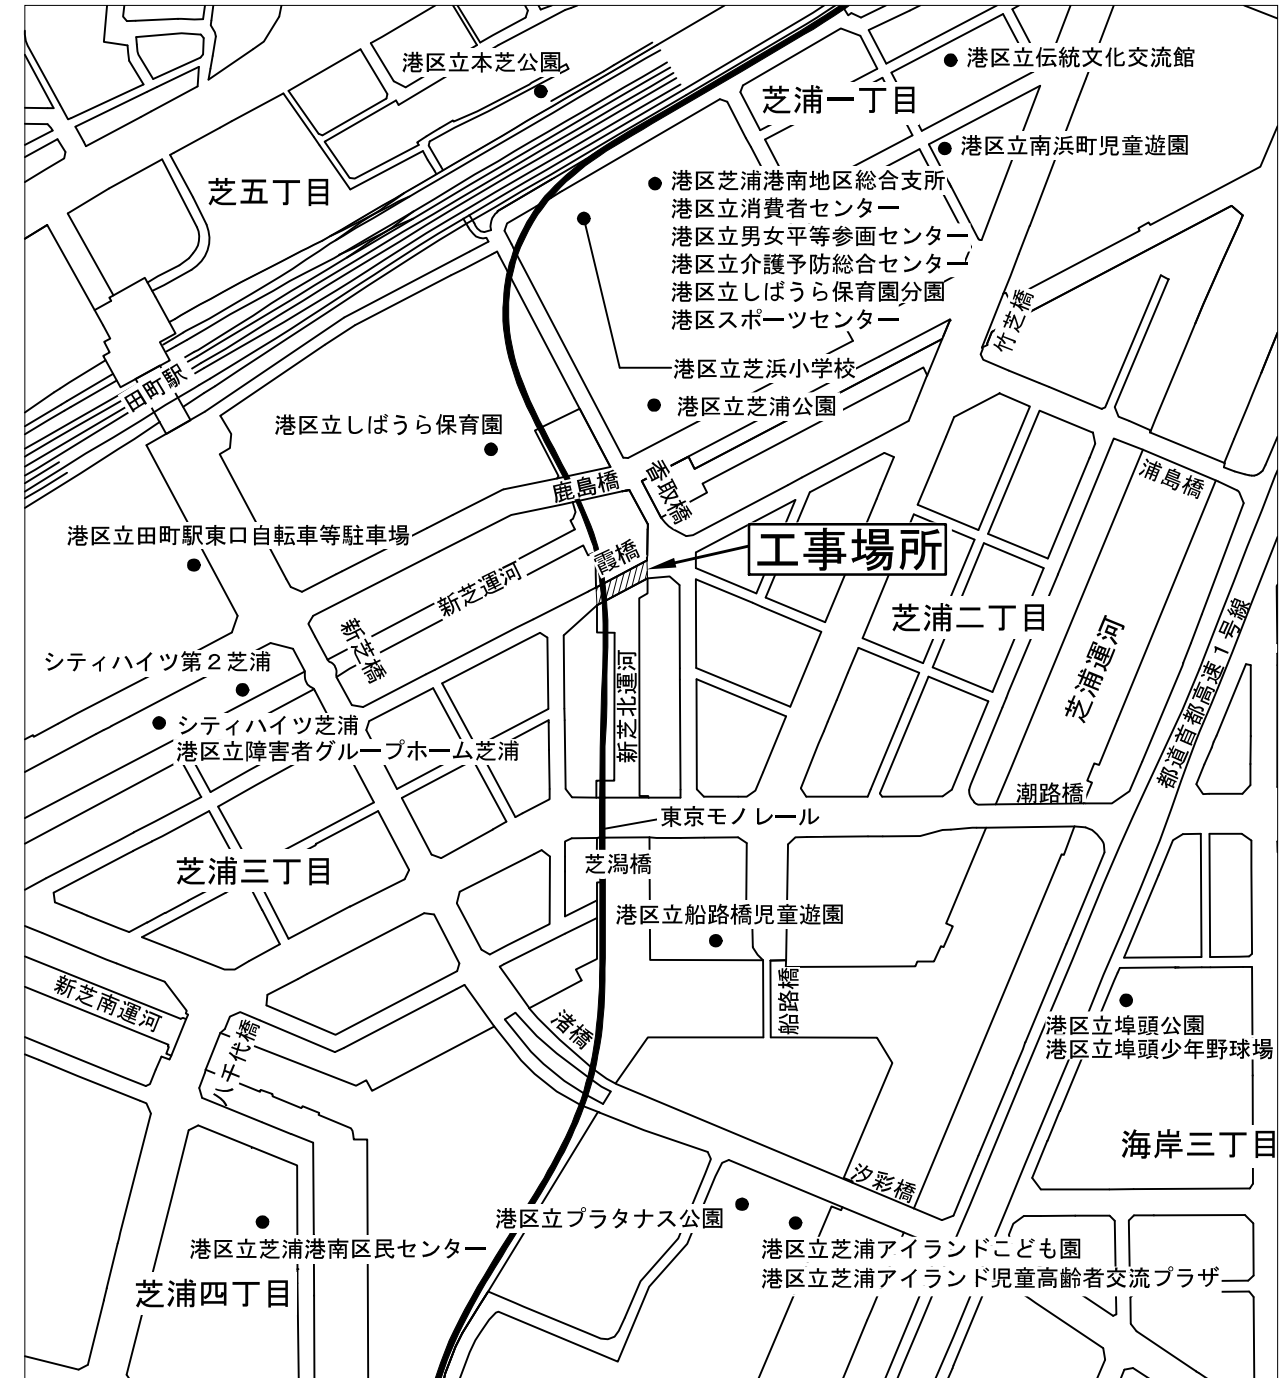 港区立本芝公園
港区立伝統文化交流館
芝浦一丁目
港区立南浜町児童遊園
芝五丁目
港区芝浦港南地区総合支所
港区立消費者センター
港区立男女平等参画センター
港区立介護予防総合センター
港区立しばうら保育園分園
港区スポーツセンター
竹芝橋
港区立芝浜小学校
田町駅
港区立芝浦公園
港区立しばうら保育園
鹿島橋
香取橋
浦島橋
港区立田町駅東口自転車等駐車場
霞橋
工事場所
新芝運河
芝浦二丁目
新芝橋
芝浦運河
都道首都高速1号線
シティハイツ第2芝浦
新芝北運河
シティハイツ芝浦
港区立障害者グループホーム芝浦
潮路橋
東京モノレール
芝浦三丁目
芝潟橋
港区立船路橋児童遊園
新芝南運河
船路橋
渚橋
八千代橋
港区立埠頭公園
港区立埠頭少年野球場
海岸三丁目
汐彩橋
港区立プラタナス公園
港区立芝浦港南区民センター
港区立芝浦アイランドこども園
港区立芝浦アイランド児童高齢者交流プラザ
芝浦四丁目